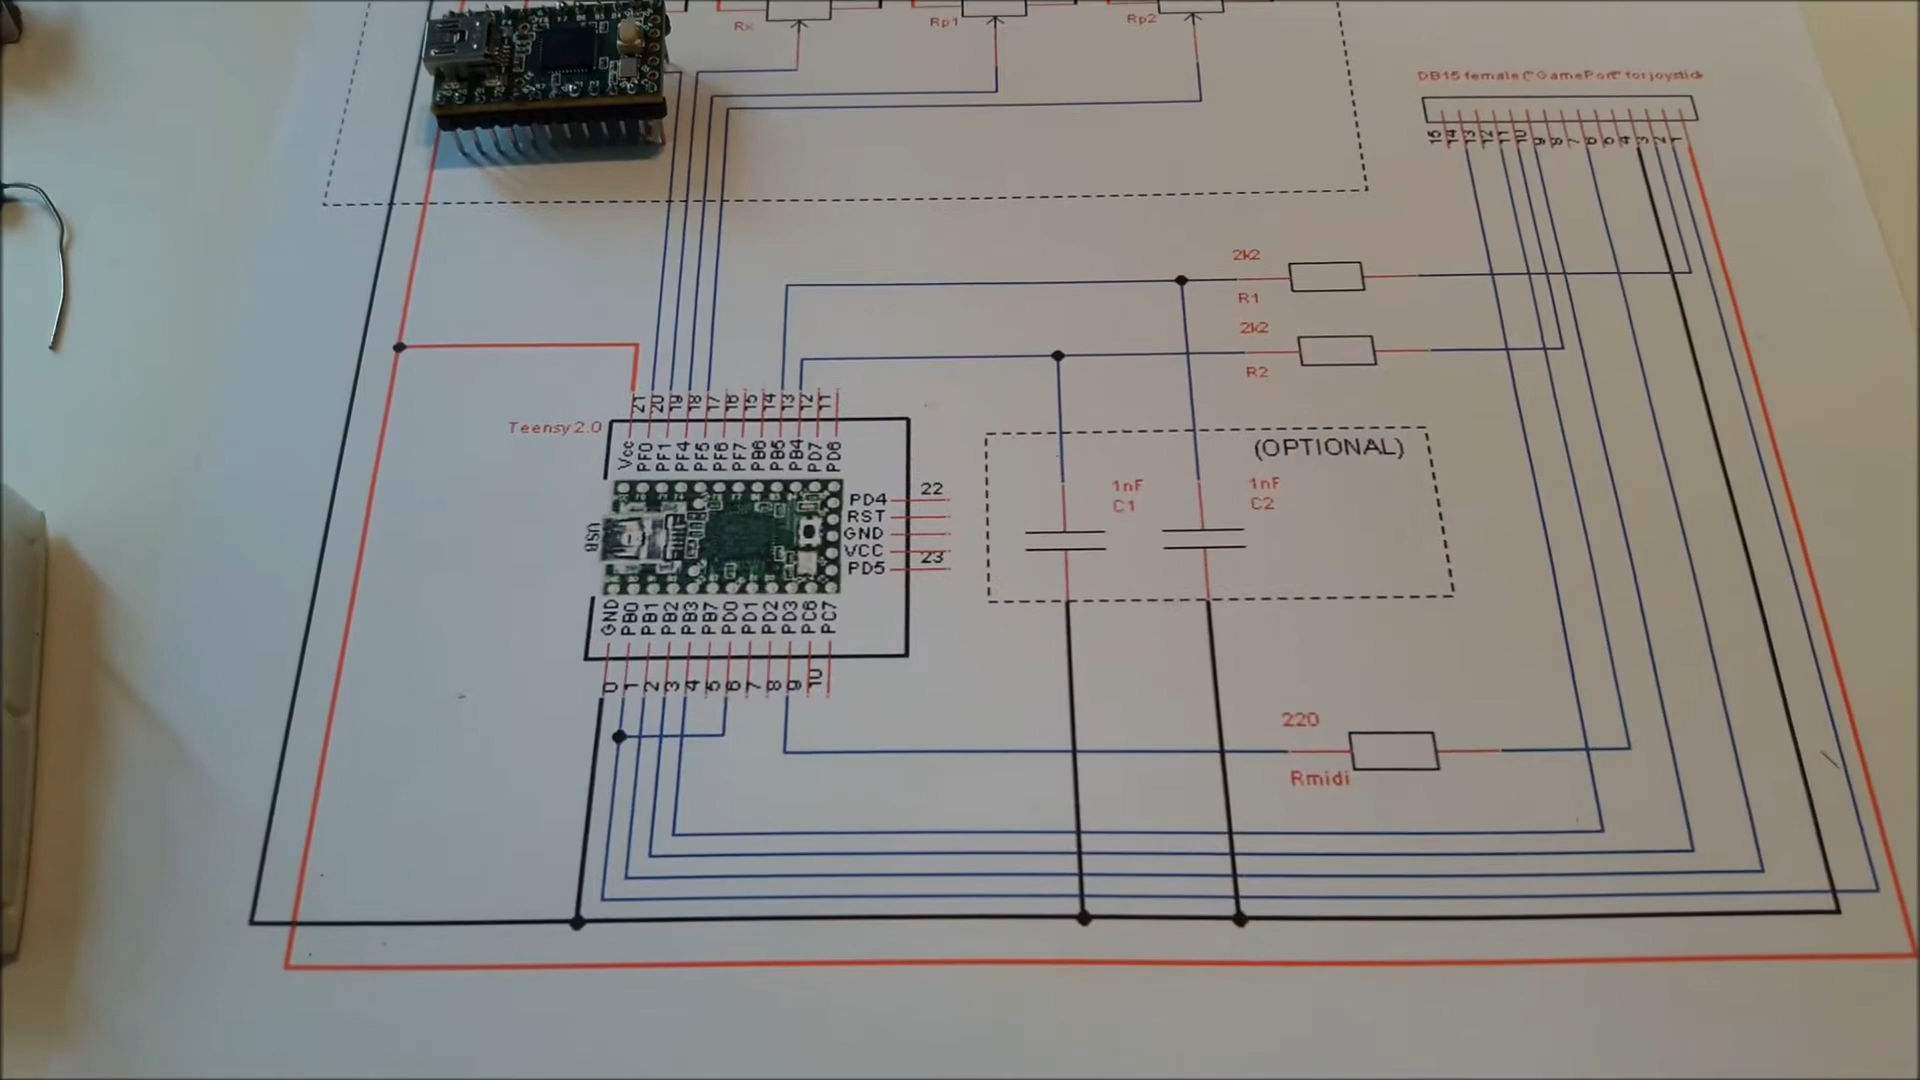 Rx
Rp1
Rp2
DB15 female ("GamePort" for joystick
15 14 13 12 11 10 9 8 7 6 5 4 3 2 1
2k2
R1
2k2
R2
21 20 19 18 17 16 15 14 13 12 11
Teensy 2.0
Vcc PF0 PF1 PF4 PF5 PF6 PF7 PB6 PB5 PB4 PD7 PD6
(OPTIONAL)
1nF
C1
1nF
C2
PD4 22
RST
GND
VCC
PD5 23
USB
GND PB0 PB1 PB2 PB3 PB7 PD0 PD1 PD2 PD3 PC6 PC7
0 1 2 3 4 5 6 7 8 9 10
220
Rmidi